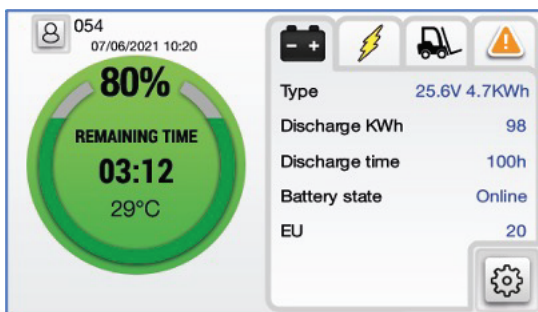 054
07/06/2021 10:20
80%
REMAINING TIME
03:12
29°C
Type 25.6V 4.7KWh
Discharge KWh 98
Discharge time 100h
Battery state Online
EU 20